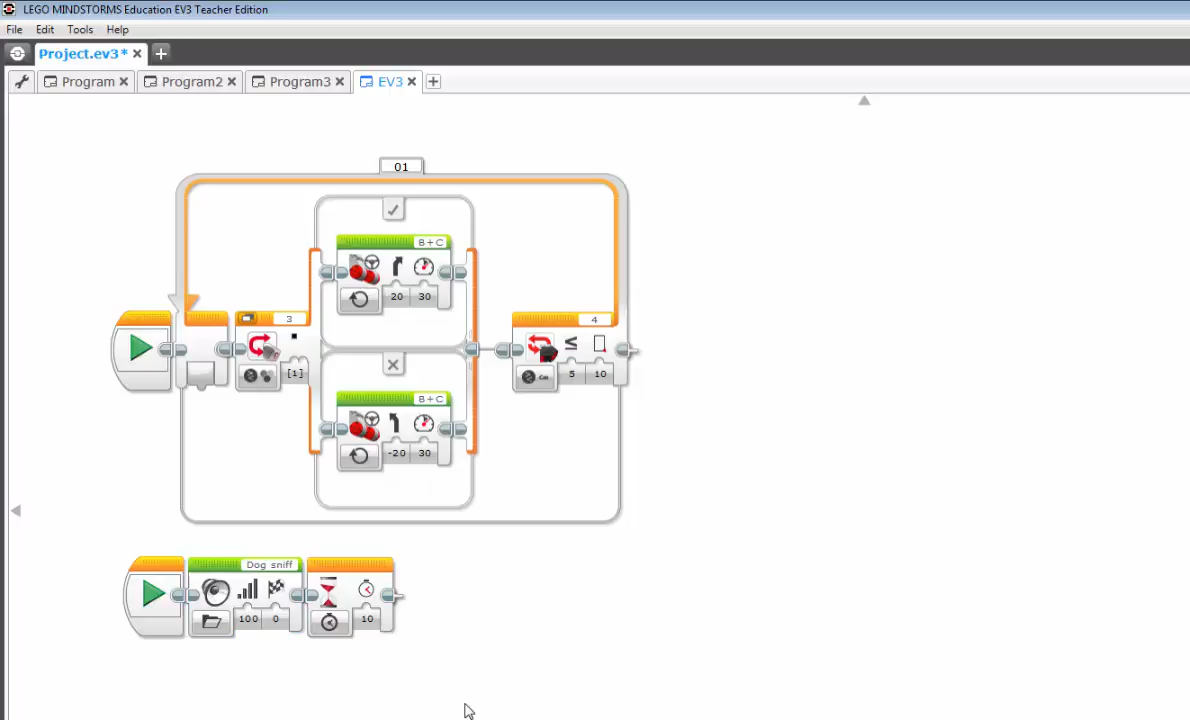 LEGO MINDSTORMS Education EV3 Teacher Edition
File Edit Tools Help
Project.ev3*
Program Program2 Program3 EV3
01
B+C
20 30
3
[1]
4
5 10
B+C
-20 30
Dog sniff
100 0
10